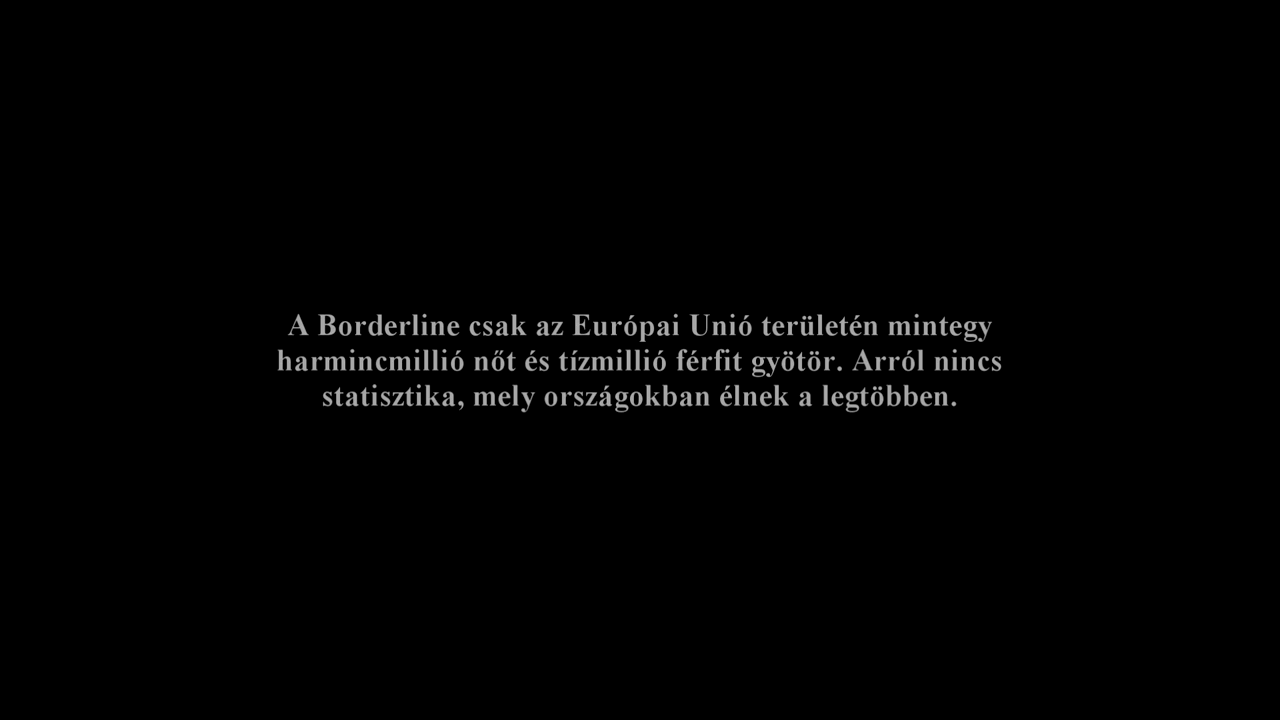 A Borderline csak az Európai Unió területén mintegy
harmincmillió nőt és tízmillió férfit gyötör. Arról nincs
statisztika, mely országokban élnek a legtöbben.